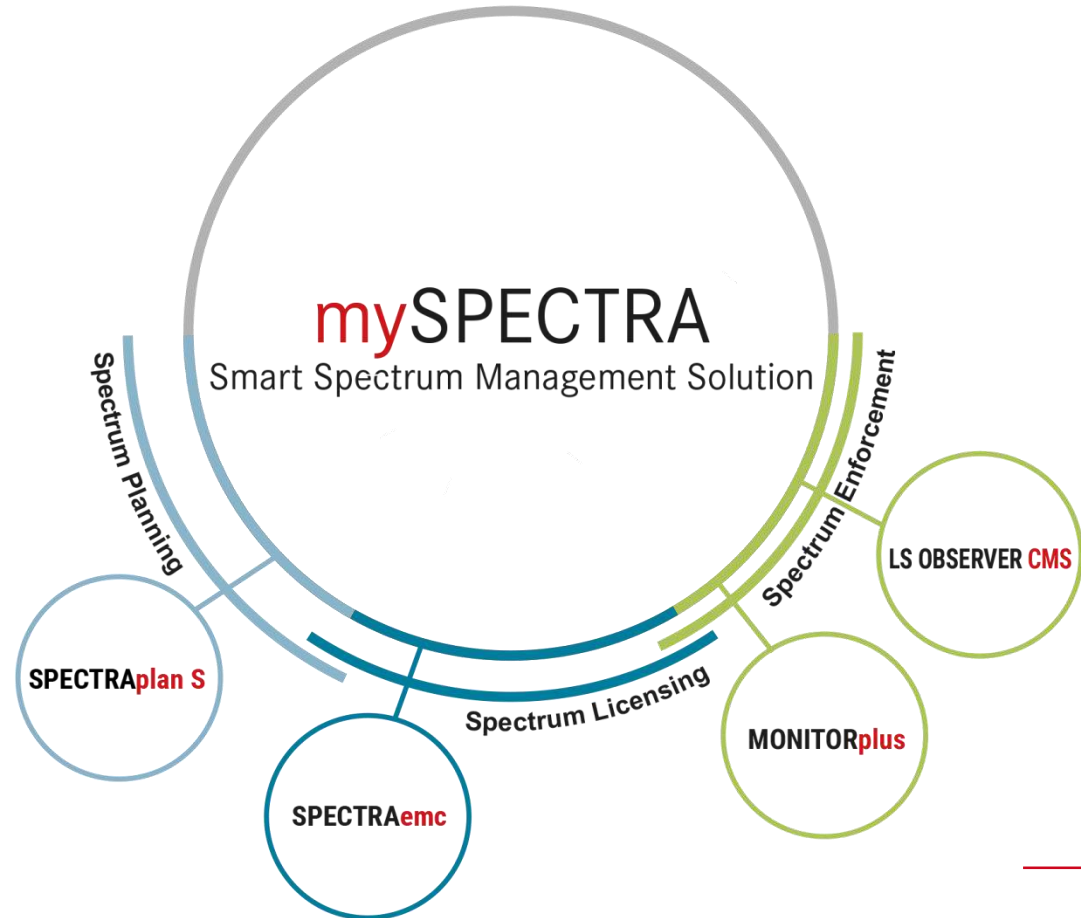 mySPECTRA
Smart Spectrum Management Solution
Spectrum Planning
Spectrum Enforcement
LS OBSERVER CMS
SPECTRAplan S
Spectrum Licensing
MONITORplus
SPECTRAemc